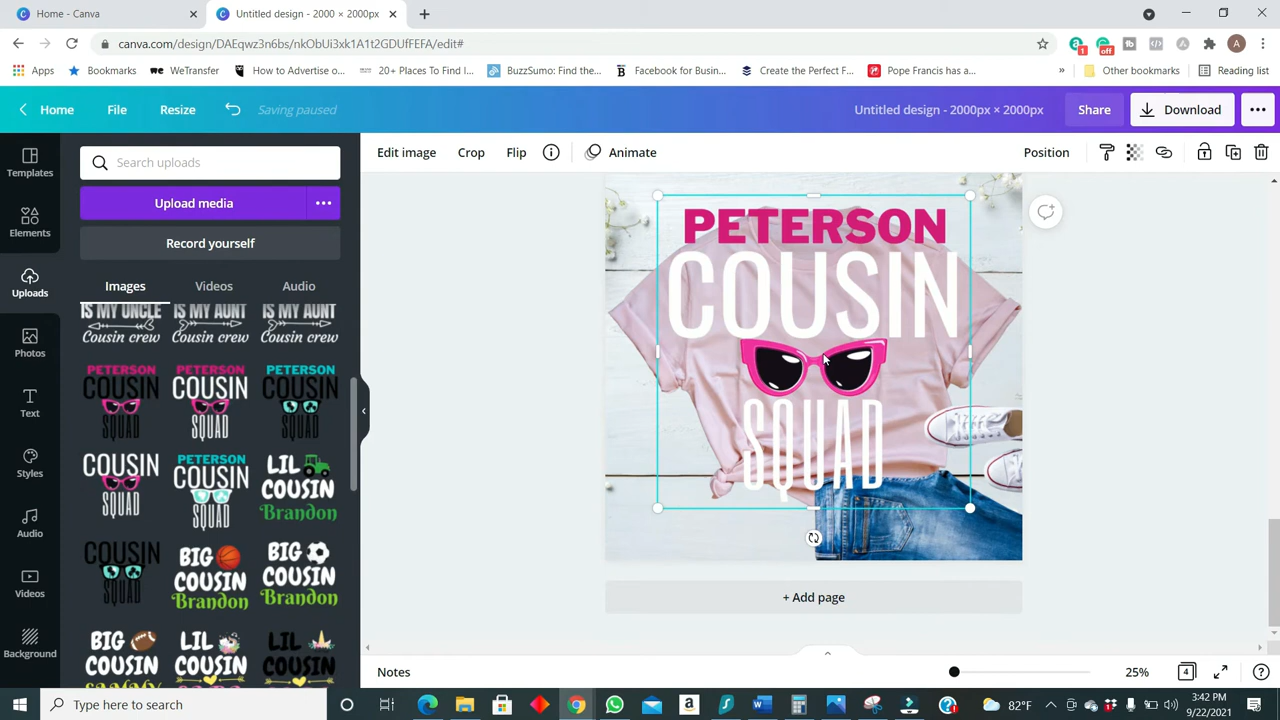 Home - Canva
Untitled design - 2000 × 2000px
canva.com/design/DAEqwz3n6bs/nkObUi3xk1A1t2GDUfFEFA/edit#
1
off
A
Apps
Bookmarks
WeTransfer
How to Advertise o...
20+ Places To Find I...
BuzzSumo: Find the...
Facebook for Busin...
Create the Perfect F...
Pope Francis has a...
»
Other bookmarks
Reading list
Home
File
Resize
Saving paused
Untitled design - 2000px × 2000px
Share
Download
Templates
Elements
Uploads
Photos
Text
Styles
Audio
Videos
Background
Search uploads
Upload media
Record yourself
Images
Videos
Audio
IS MY UNCLE
Cousin crew
IS MY AUNT
Cousin crew
IS MY AUNT
Cousin crew
PETERSON
COUSIN
SQUAD
PETERSON
COUSIN
SQUAD
PETERSON
COUSIN
SQUAD
COUSIN
SQUAD
PETERSON
COUSIN
SQUAD
LIL
COUSIN
Brandon
COUSIN
SQUAD
BIG
COUSIN
Brandon
BIG
COUSIN
Brandon
BIG
COUSIN
LIL
COUSIN
LIL
COUSIN
Edit image
Crop
Flip
Animate
Position
PETERSON
COUSIN
SQUAD
+ Add page
Notes
25%
4
Type here to search
82°F
3:42 PM
9/22/2021